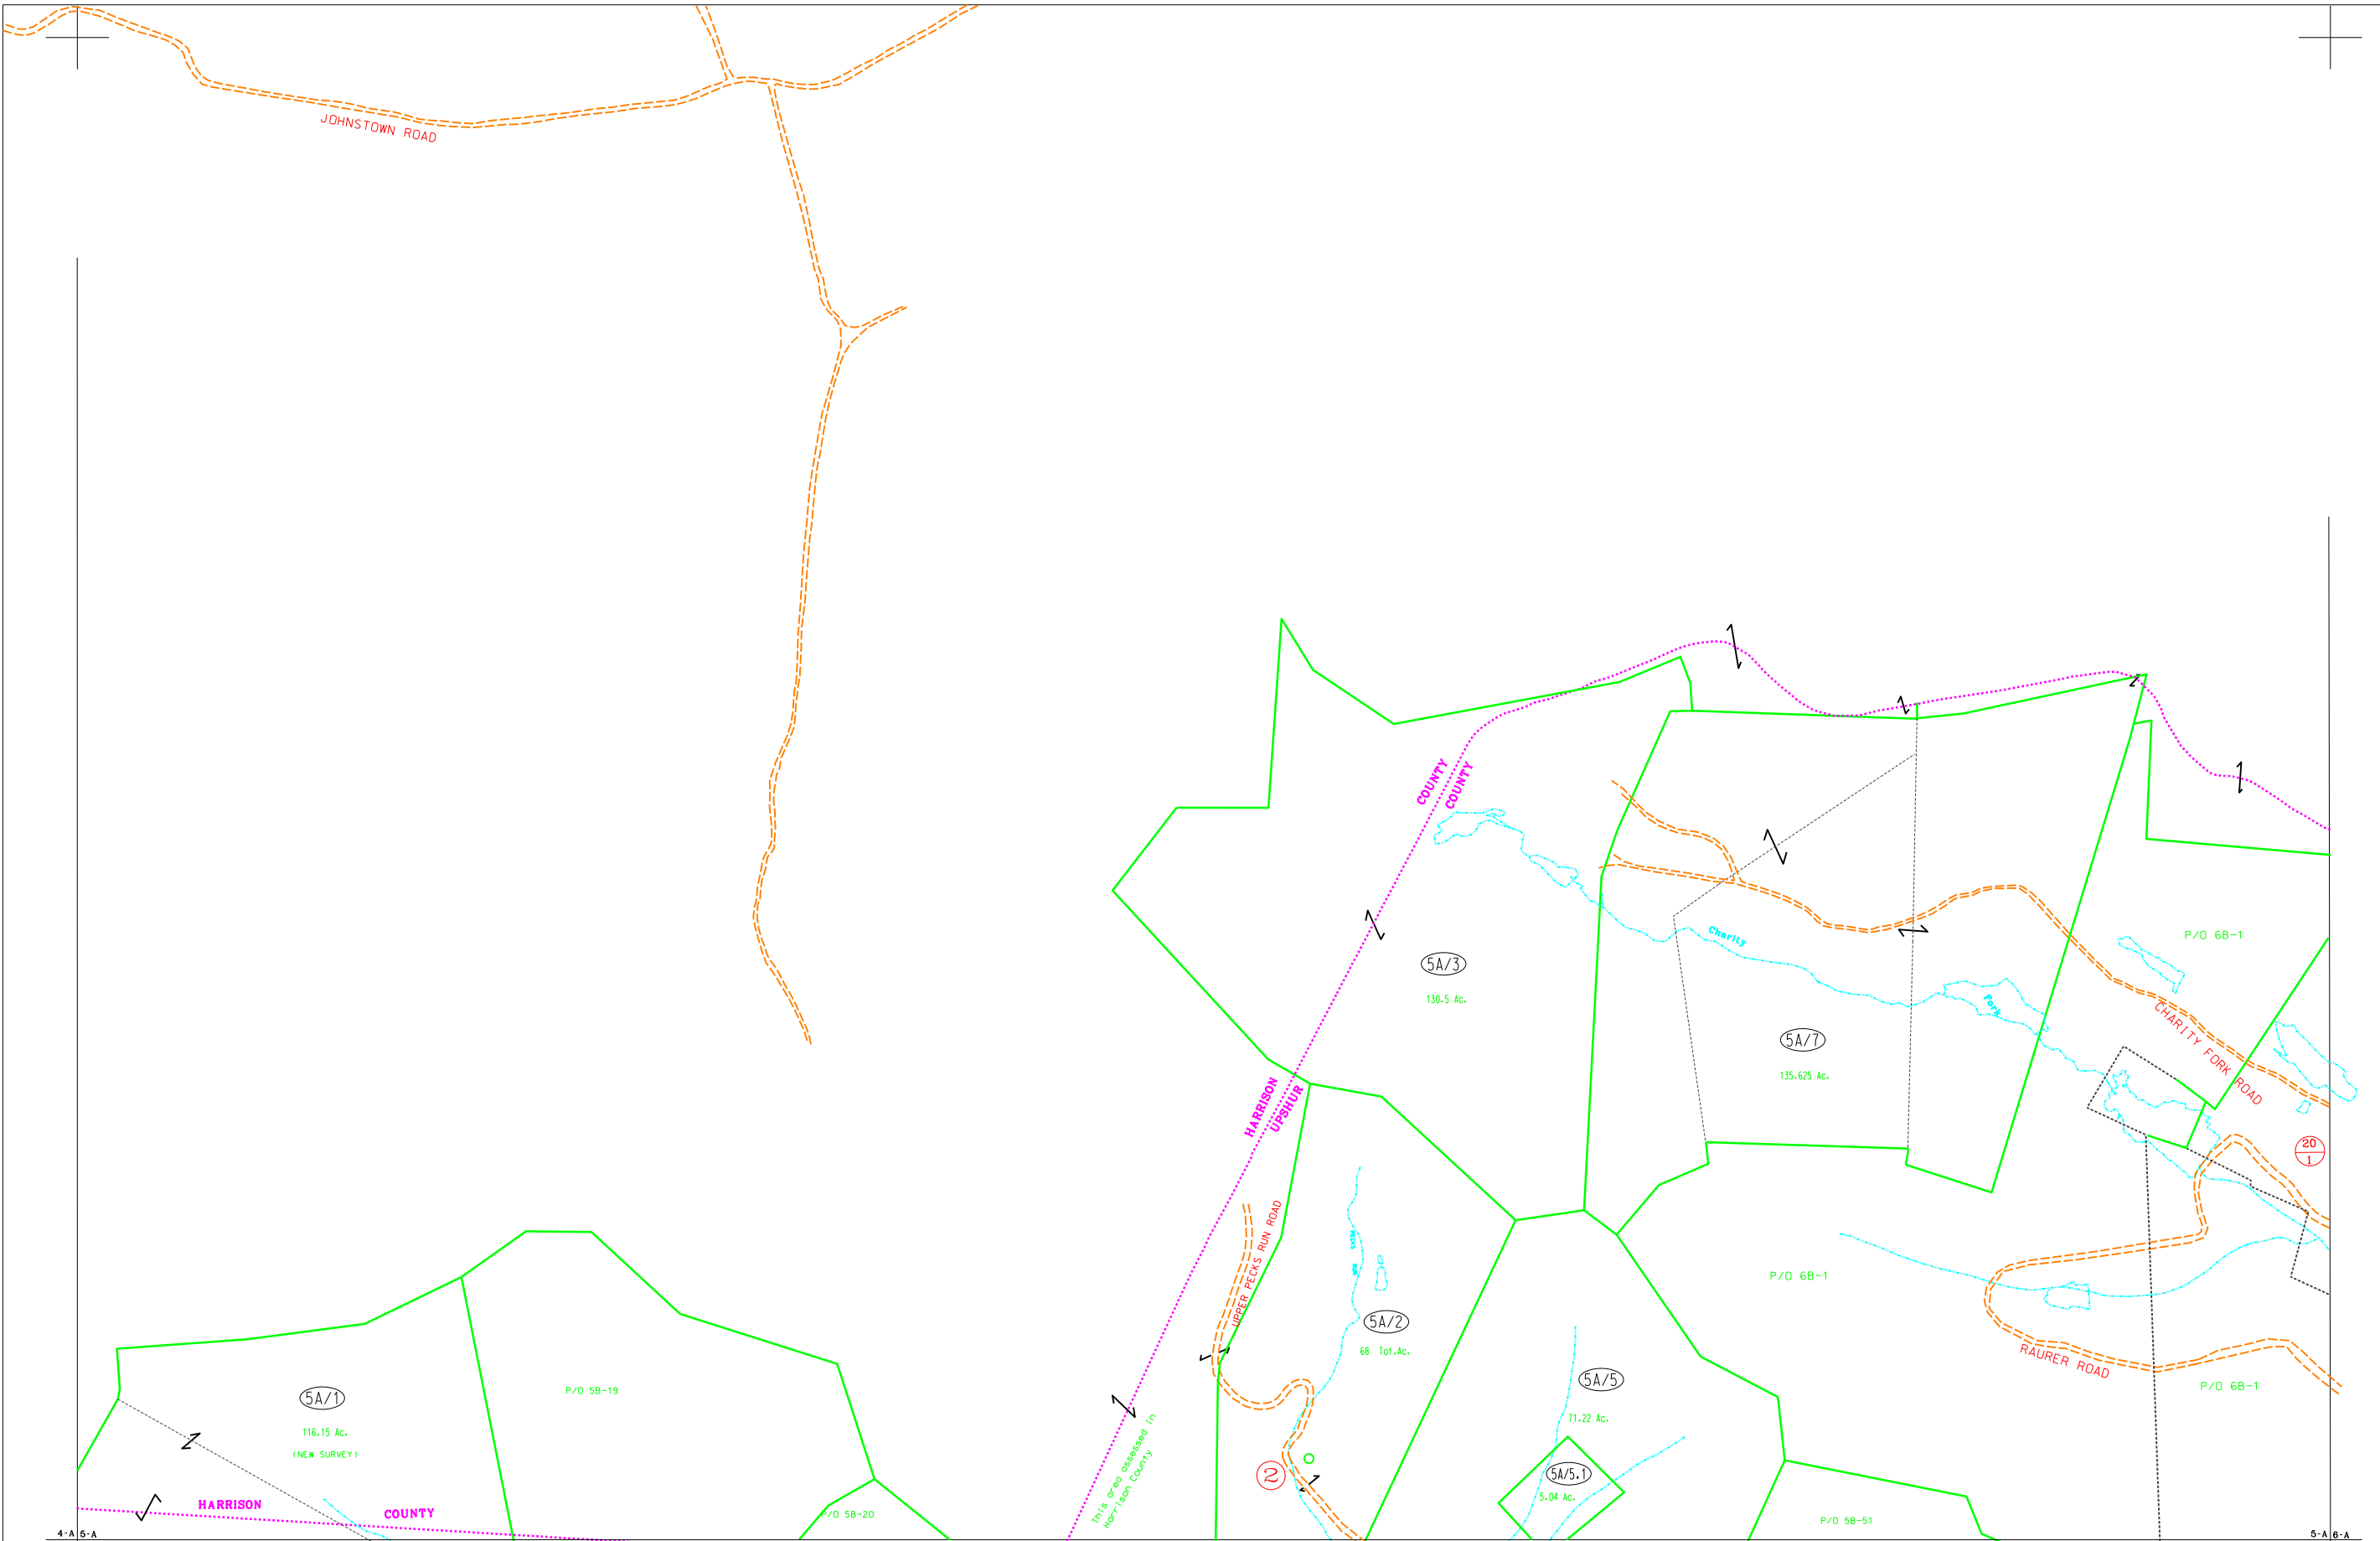 JOHNSTOWN ROAD
COUNTY
COUNTY
HARRISON
UPSHUR
Charity
Fork
P/O 6B-1
CHARITY FORK ROAD
5A/3
130.5 Ac.
5A/7
135.625 Ac.
20
1
UPPER PECKS RUN ROAD
PECKS RUN
P/O 6B-1
5A/2
68 Tot.Ac.
RAURER ROAD
P/O 6B-1
5A/1
116.15 Ac.
(NEW SURVEY)
P/O 5B-19
5A/5
71.22 Ac.
This area assessed in
Harrison County
2
5A/5.1
5.04 Ac.
HARRISON
COUNTY
P/O 5B-20
P/O 5B-51
4-A 5-A
5-A 6-A